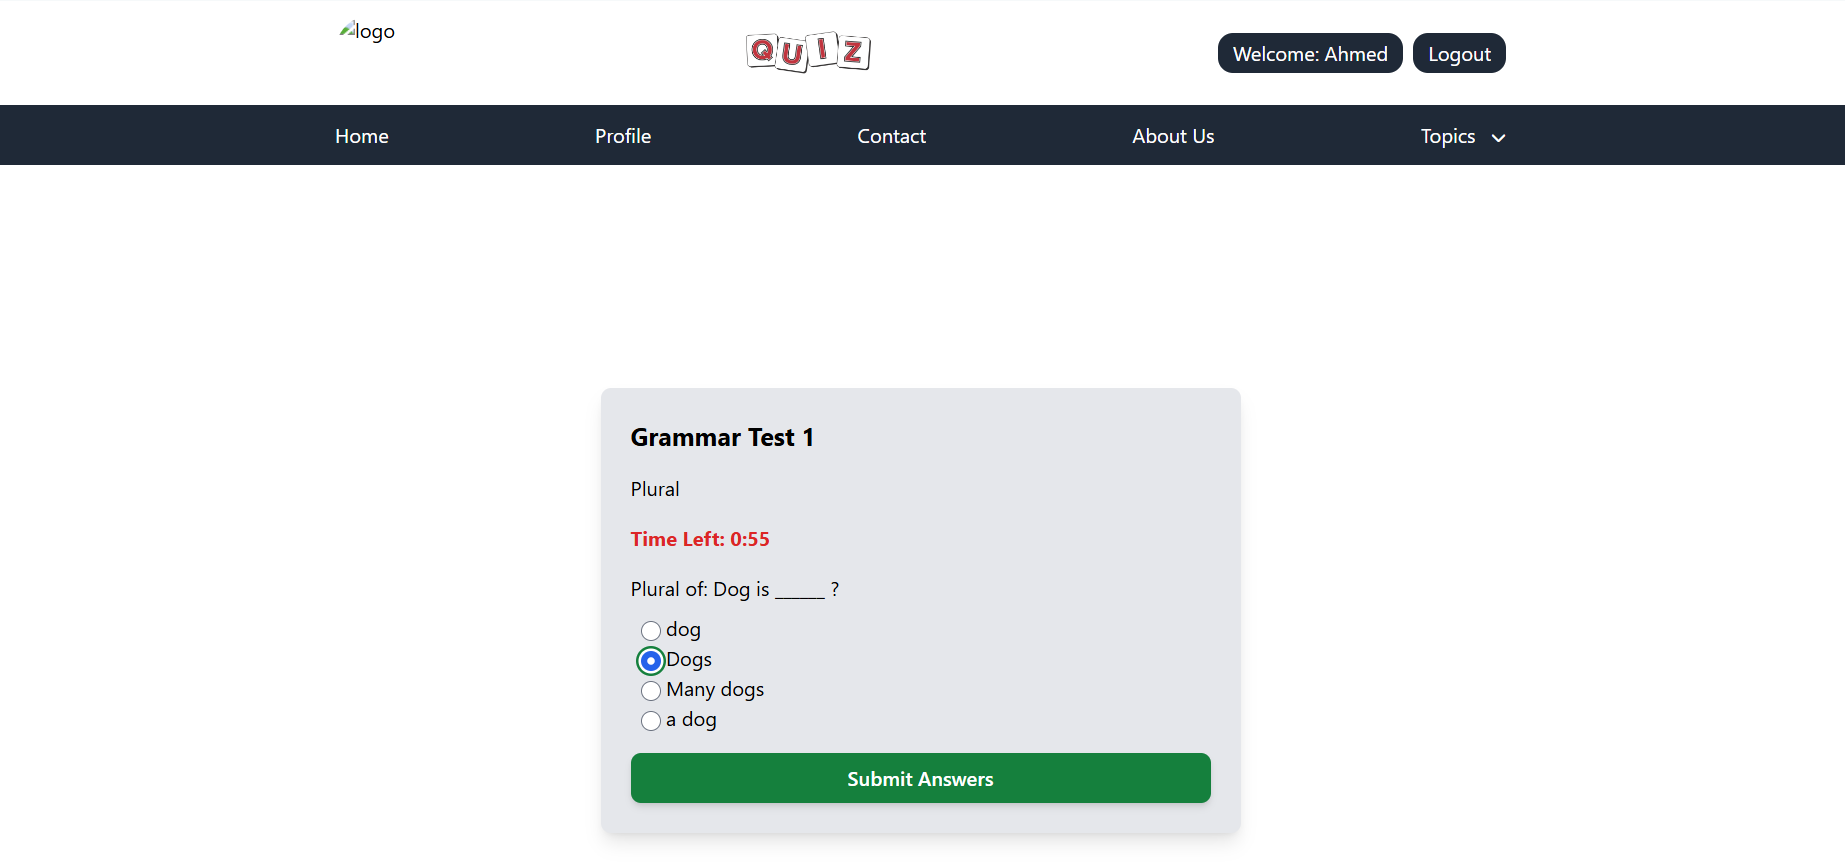 logo
QUIZ
Welcome: Ahmed
Logout
Home
Profile
Contact
About Us
Topics
Grammar Test 1
Plural
Time Left: 0:55
Plural of: Dog is ______ ?
dog
Dogs
Many dogs
a dog
Submit Answers